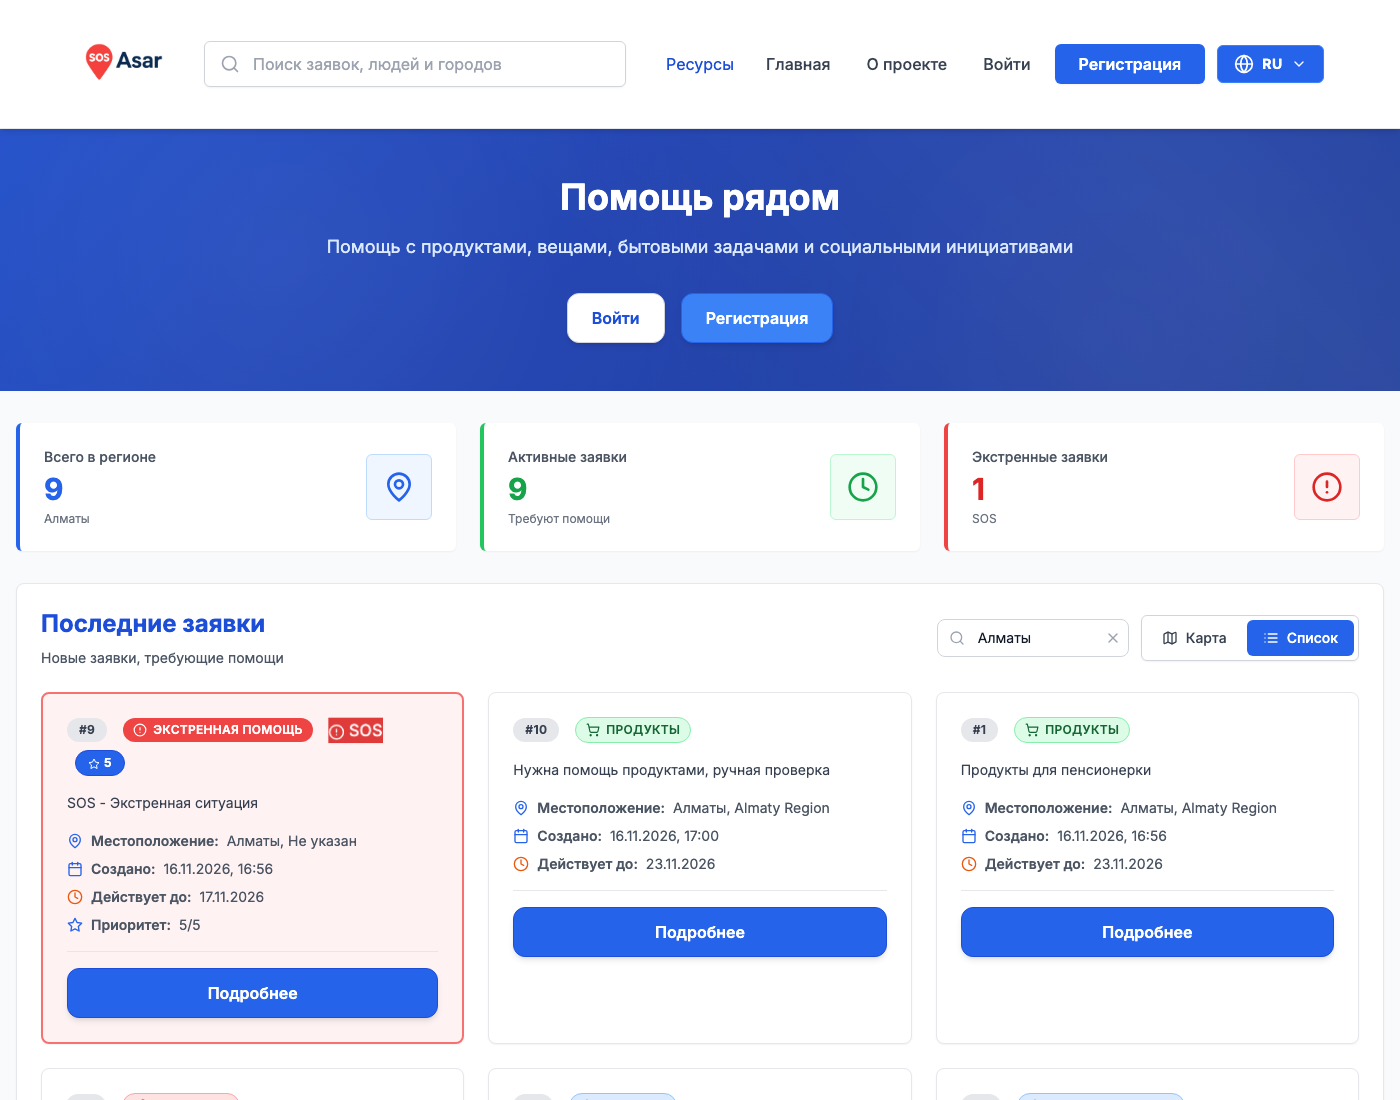 SOS Asar
Поиск заявок, людей и городов
Ресурсы
Главная
О проекте
Войти
Регистрация
RU
Помощь рядом
Помощь с продуктами, вещами, бытовыми задачами и социальными инициативами
Войти
Регистрация
Всего в регионе
9
Алматы
Активные заявки
9
Требуют помощи
Экстренные заявки
1
SOS
Последние заявки
Новые заявки, требующие помощи
Алматы
Карта
Список
#9
ЭКСТРЕННАЯ ПОМОЩЬ
SOS
5
SOS - Экстренная ситуация
Местоположение: Алматы, Не указан
Создано: 16.11.2026, 16:56
Действует до: 17.11.2026
Приоритет: 5/5
Подробнее
#10
ПРОДУКТЫ
Нужна помощь продуктами, ручная проверка
Местоположение: Алматы, Almaty Region
Создано: 16.11.2026, 17:00
Действует до: 23.11.2026
Подробнее
#1
ПРОДУКТЫ
Продукты для пенсионерки
Местоположение: Алматы, Almaty Region
Создано: 16.11.2026, 16:56
Действует до: 23.11.2026
Подробнее